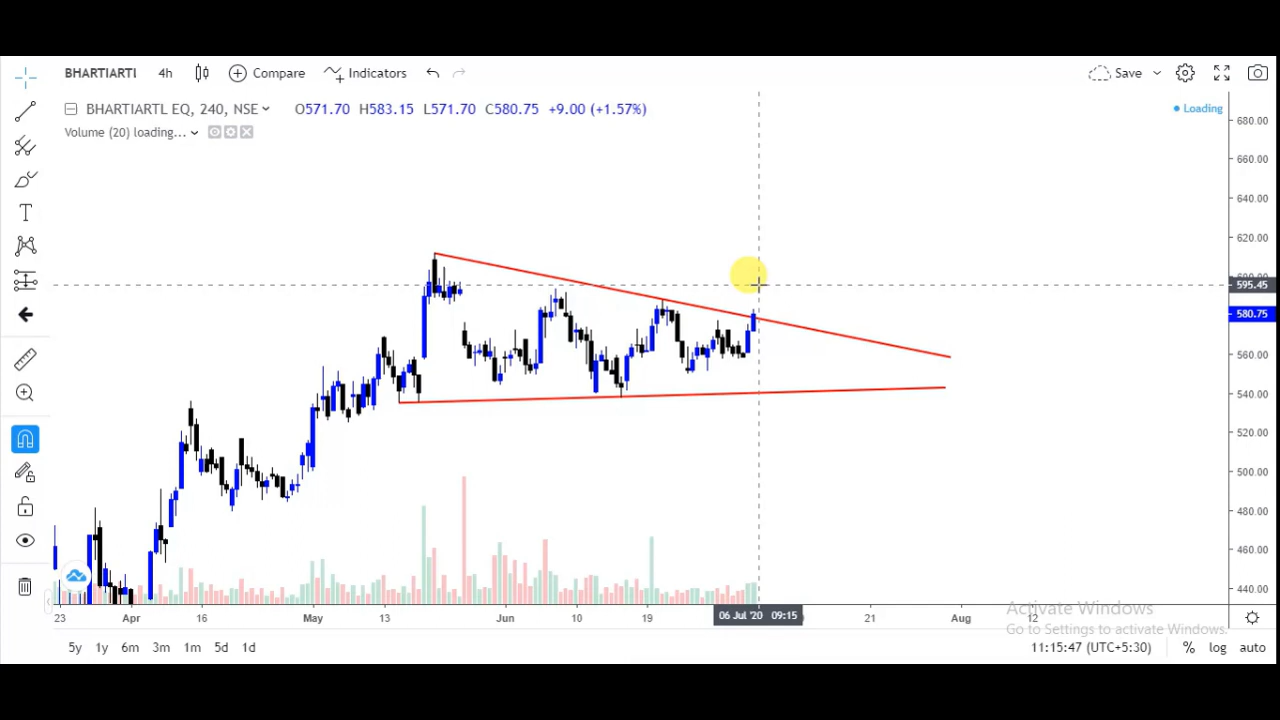 BHARTIARTI 4h Compare Indicators Save
BHARTIARTL EQ, 240, NSE O571.70 H583.15 L571.70 C580.75 +9.00 (+1.57%) Loading
Volume (20) loading...
680.00
660.00
640.00
620.00
600.00
595.45
580.75
560.00
540.00
520.00
500.00
480.00
460.00
440.00
23 Apr 16 May 13 Jun 10 19 06 Jul '20 09:15 21 Aug 12
Activate Windows
Go to Settings to activate Windows.
5y 1y 6m 3m 1m 5d 1d 11:15:47 (UTC+5:30) % log auto